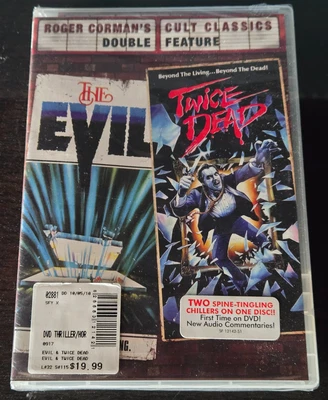 ROGER CORMAN'S CULT CLASSICS
DOUBLE FEATURE
THE
EVIL
Beyond The Living...Beyond The Dead!
TWICE
DEAD
TWO SPINE-TINGLING
CHILLERS ON ONE DISC!!
First Time on DVD!
New Audio Commentaries!
DVD THRILLER/HOR
0917
EVIL & TWICE DEAD
EVIL & TWICE DEAD
$19.99
NG.